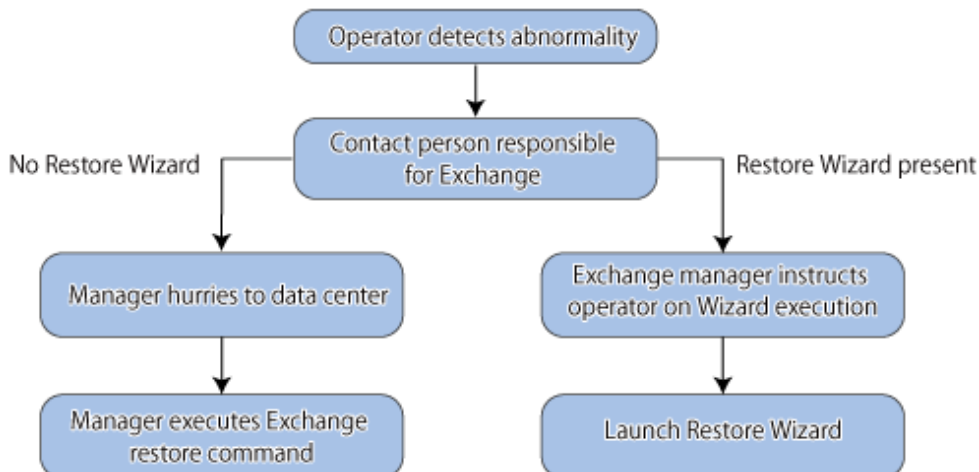 Operator detects abnormality
Contact person responsible
for Exchange
No Restore Wizard
Restore Wizard present
Manager hurries to data center
Exchange manager instructs
operator on Wizard execution
Manager executes Exchange
restore command
Launch Restore Wizard